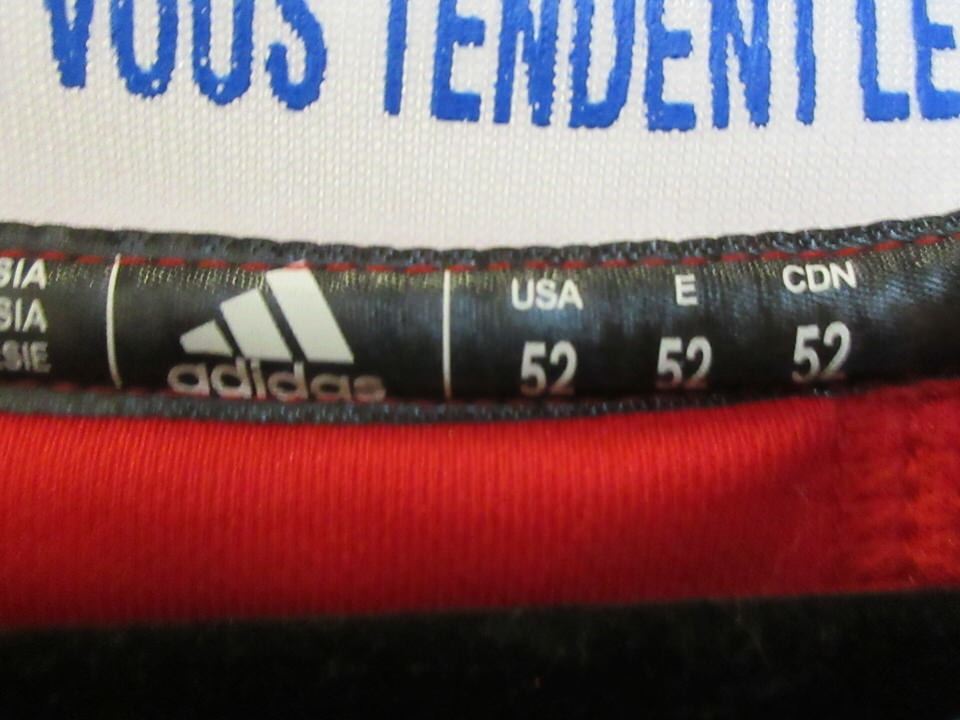 VOUS TENDENT LE
SIA
SIA
SIE
adidas
USA E CDN
52 52 52